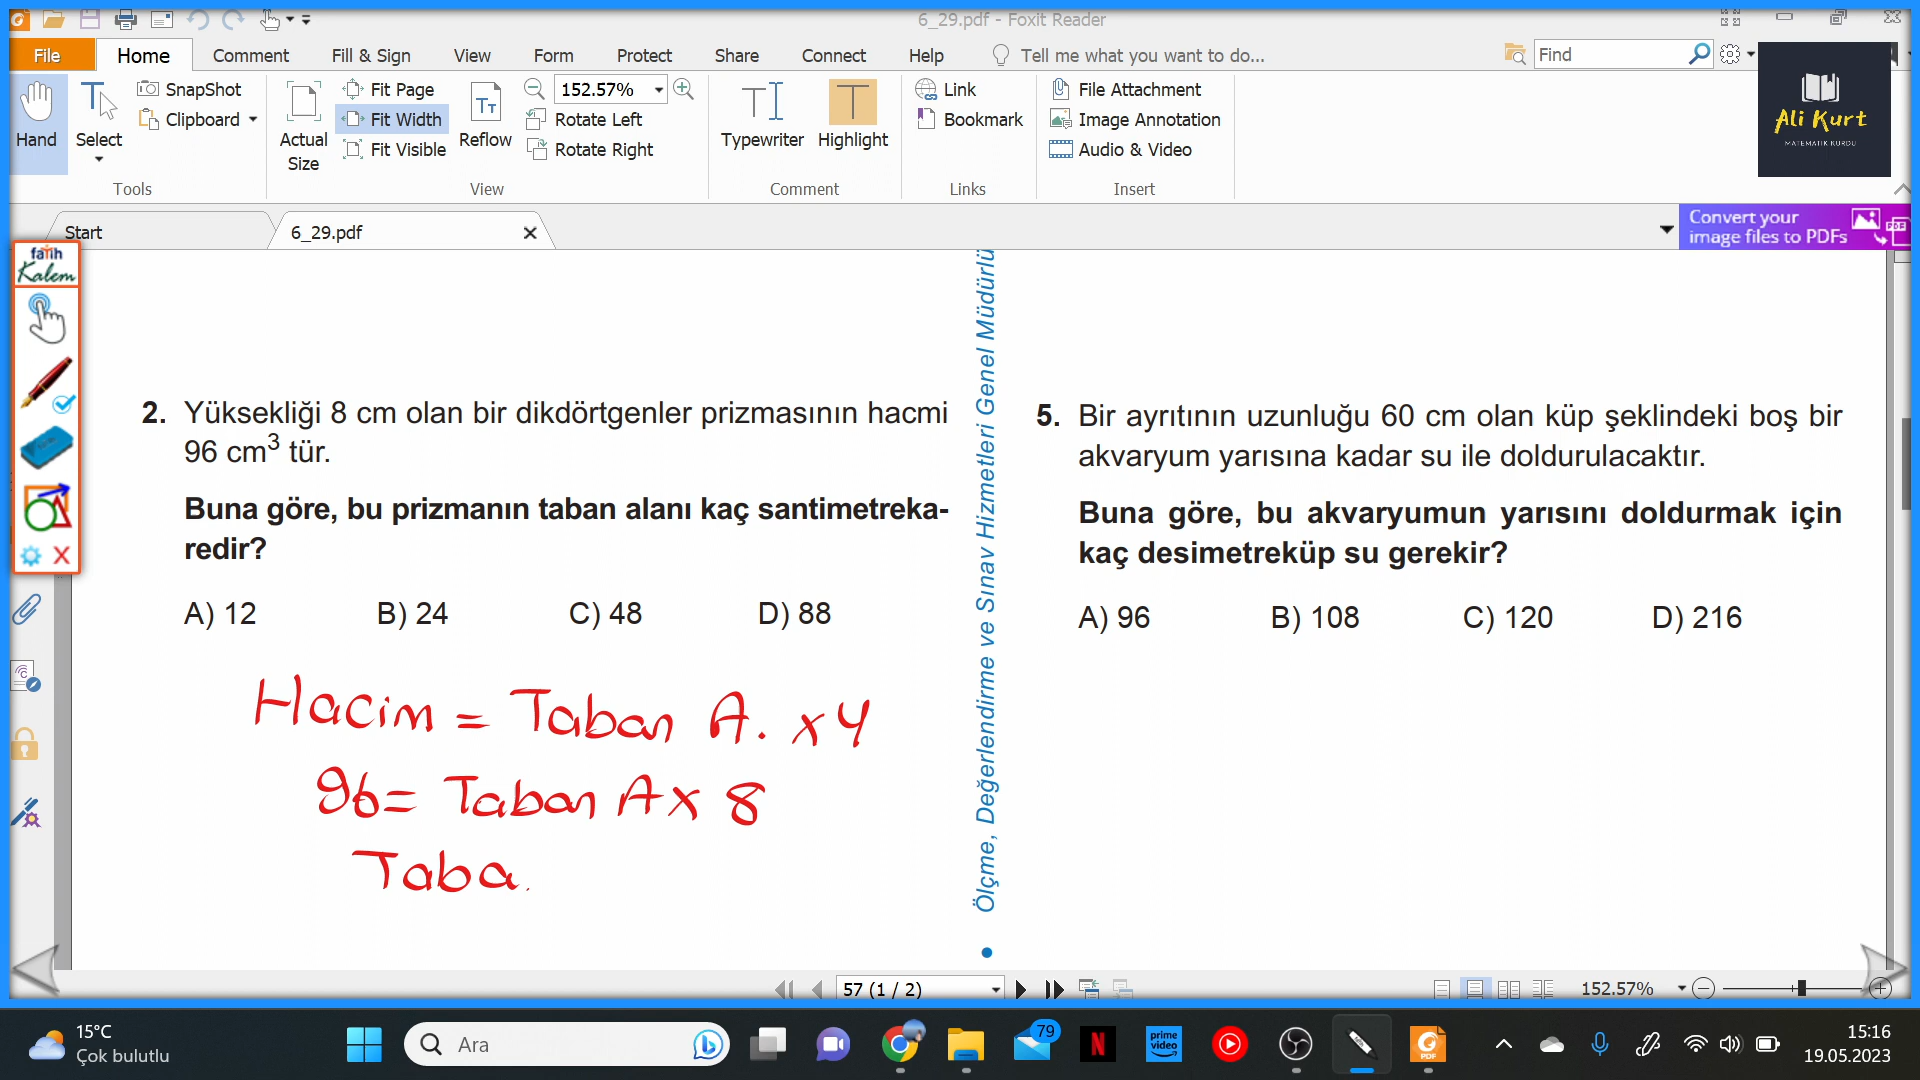 6_29.pdf - Foxit Reader
File Home Comment Fill & Sign View Form Protect Share Connect Help Tell me what you want to do... Find
Hand
Select
SnapShot
Clipboard
Tools
Actual Size
Fit Page
Fit Width
Fit Visible
Reflow
152.57%
Rotate Left
Rotate Right
View
Typewriter
Highlight
Comment
Link
Bookmark
Links
File Attachment
Image Annotation
Audio & Video
Insert
Ali Kurt
MATEMATİK KURDU
Start
6_29.pdf
Convert your
image files to PDFs
PDF
fatih
Kalem
2. Yüksekliği 8 cm olan bir dikdörtgenler prizmasının hacmi
96 cm³ tür.
Buna göre, bu prizmanın taban alanı kaç santimetreka-
redir?
A) 12 B) 24 C) 48 D) 88
Hacim = Taban A. x Y
96 = Taban A x 8
Taba
Ölçme, Değerlendirme ve Sınav Hizmetleri Genel Müdürlü
5. Bir ayrıtının uzunluğu 60 cm olan küp şeklindeki boş bir
akvaryum yarısına kadar su ile doldurulacaktır.
Buna göre, bu akvaryumun yarısını doldurmak için
kaç desimetreküp su gerekir?
A) 96 B) 108 C) 120 D) 216
57 (1 / 2)
152.57%
15°C
Çok bulutlu
Ara
79
N
prime video
PDF
15:16
19.05.2023